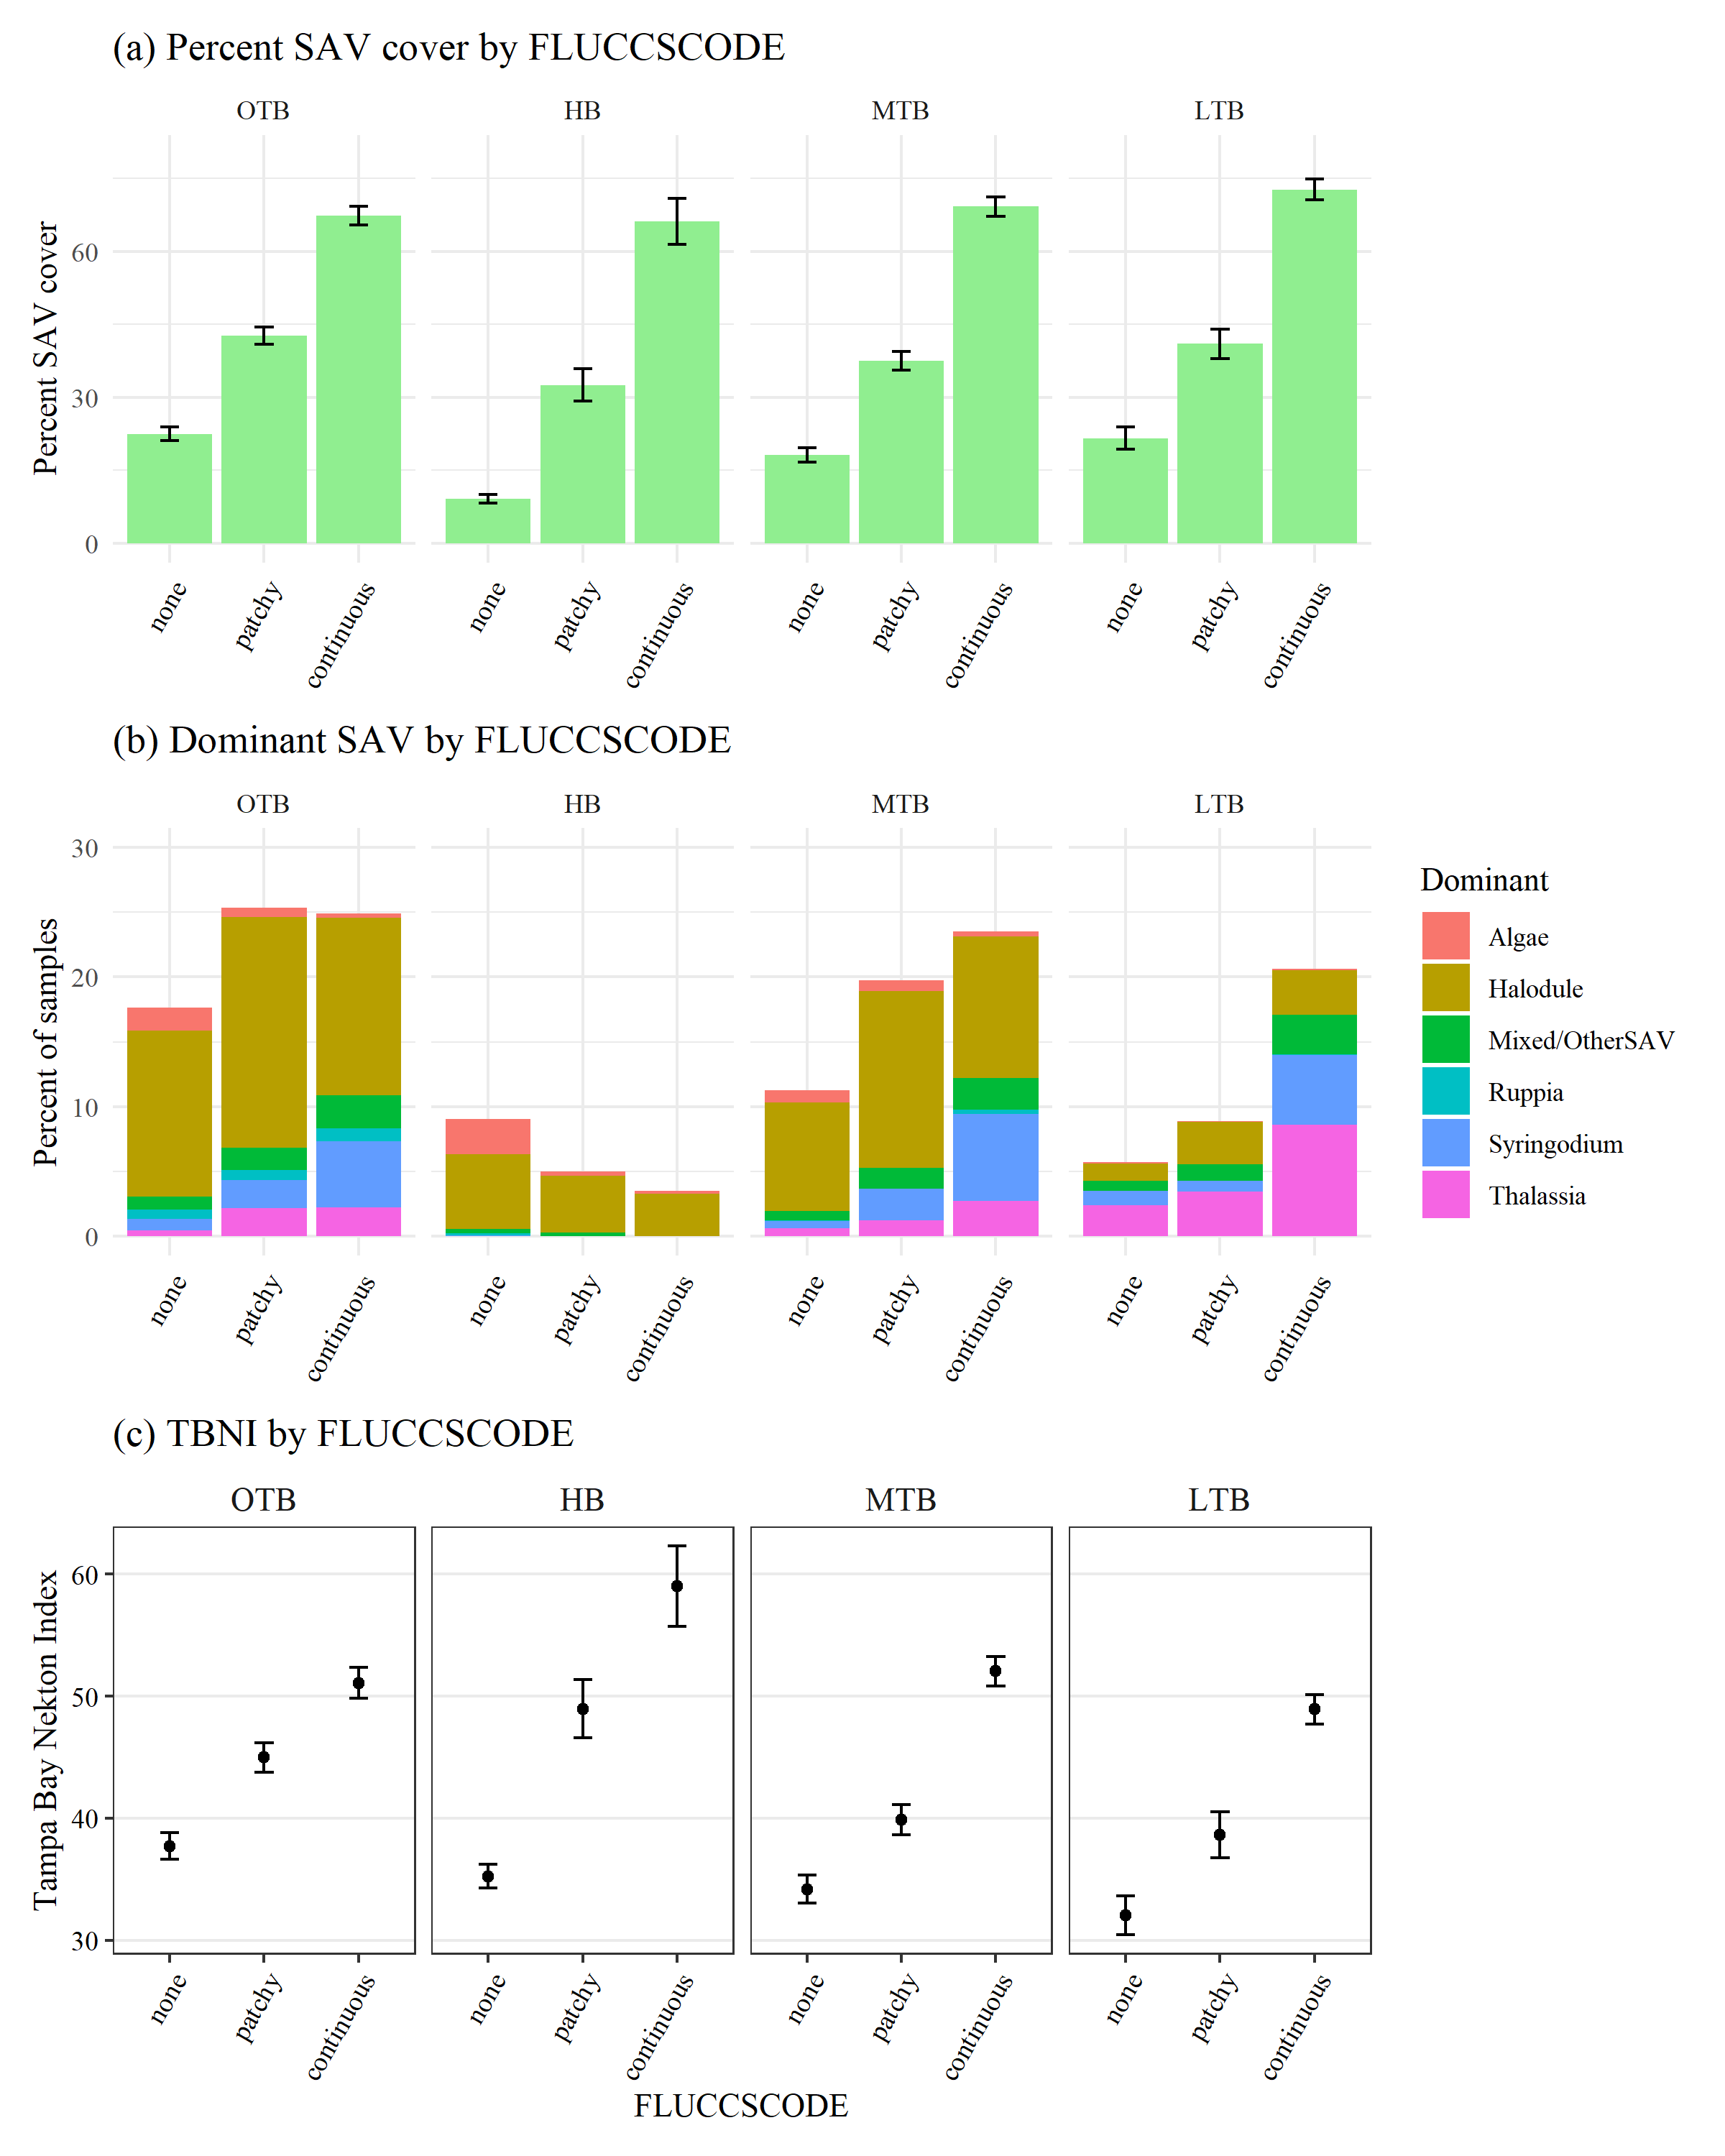 (a) Percent SAV cover by FLUCCSCODE
OTB HB MTB LTB
Percent SAV cover
60
30
0
none patchy continuous none patchy continuous none patchy continuous none patchy continuous
(b) Dominant SAV by FLUCCSCODE
OTB HB MTB LTB
Percent of samples
30
20
10
0
none patchy continuous none patchy continuous none patchy continuous none patchy continuous
Dominant
Algae
Halodule
Mixed/OtherSAV
Ruppia
Syringodium
Thalassia
(c) TBNI by FLUCCSCODE
OTB HB MTB LTB
Tampa Bay Nekton Index
60
50
40
30
none patchy continuous none patchy continuous none patchy continuous none patchy continuous
FLUCCSCODE